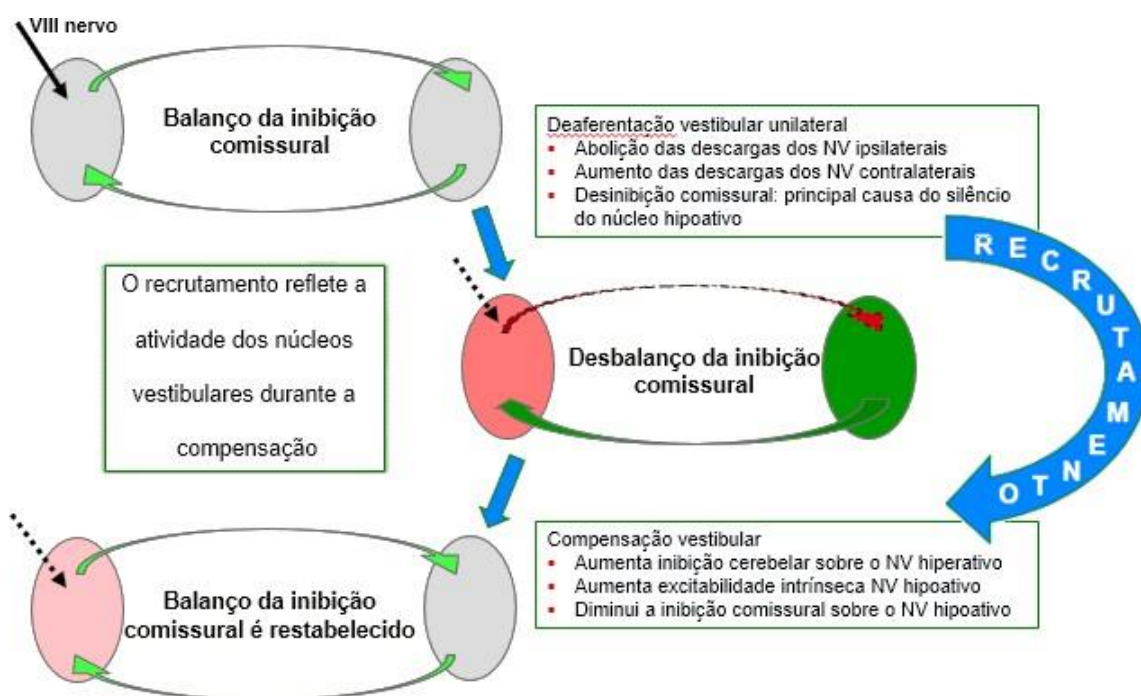 VIII nervo
Balanço da inibição
comissural
Deaferentação vestibular unilateral
▪ Abolição das descargas dos NV ipsilaterais
▪ Aumento das descargas dos NV contralaterais
▪ Desinibição comissural: principal causa do silêncio
do núcleo hipoativo
RECRUTAMENTO
O recrutamento reflete a
atividade dos núcleos
vestibulares durante a
compensação
Desbalanço da inibição
comissural
Compensação vestibular
▪ Aumenta inibição cerebelar sobre o NV hiperativo
▪ Aumenta excitabilidade intrínseca NV hipoativo
▪ Diminui a inibição comissural sobre o NV hipoativo
Balanço da inibição
comissural é restabelecido